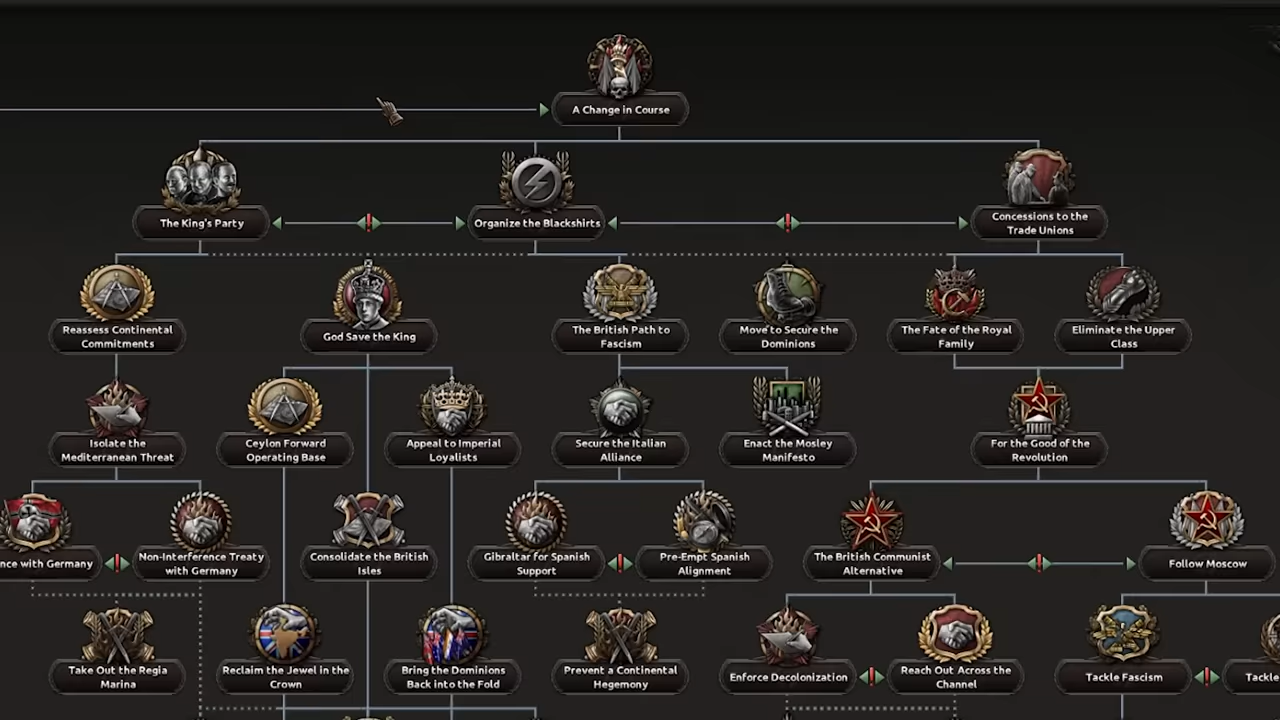 A Change in Course
The King's Party
Organize the Blackshirts
Concessions to the
Trade Unions
Reassess Continental
Commitments
God Save the King
The British Path to
Fascism
Move to Secure the
Dominions
The Fate of the Royal
Family
Eliminate the Upper
Class
Isolate the
Mediterranean Threat
Ceylon Forward
Operating Base
Appeal to Imperial
Loyalists
Secure the Italian
Alliance
Enact the Mosley
Manifesto
For the Good of the
Revolution
nce with Germany
Non-Interference Treaty
with Germany
Consolidate the British
Isles
Gibraltar for Spanish
Support
Pre-Empt Spanish
Alignment
The British Communist
Alternative
Follow Moscow
Take Out the Regia
Marina
Reclaim the Jewel in the
Crown
Bring the Dominions
Back into the Fold
Prevent a Continental
Hegemony
Enforce Decolonization
Reach Out Across the
Channel
Tackle Fascism
Tackle